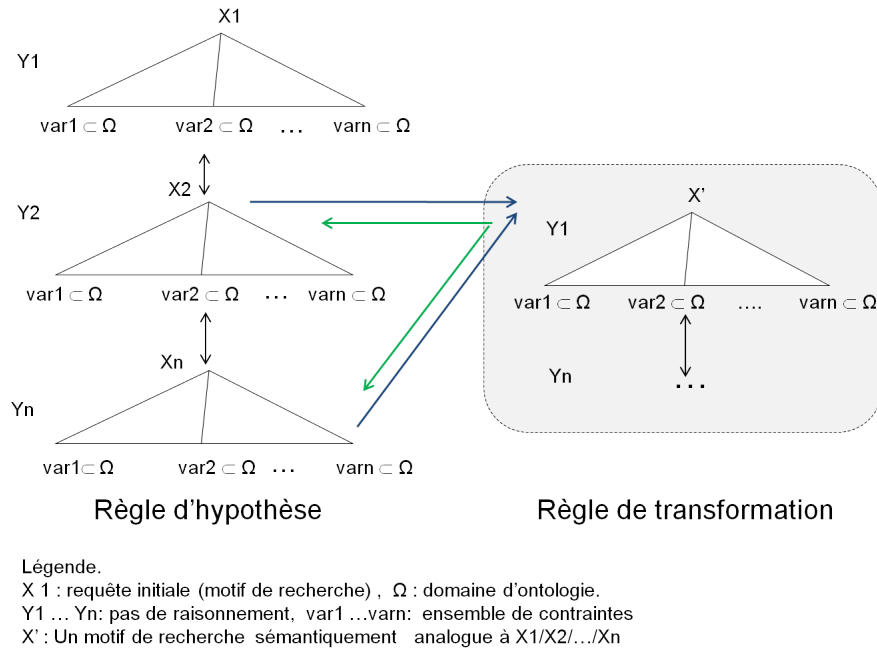 X1
Y1
var1 ⊂ Ω var2 ⊂ Ω … varn ⊂ Ω
X2
Y2
var1 ⊂ Ω var2 ⊂ Ω … varn ⊂ Ω
Xn
Yn
var1⊂ Ω var2 ⊂ Ω … varn ⊂ Ω
Règle d’hypothèse
X’
Y1
var1 ⊂ Ω var2 ⊂ Ω …. varn ⊂ Ω
Yn
…
Règle de transformation
Légende.
X 1 : requête initiale (motif de recherche) , Ω : domaine d’ontologie.
Y1 … Yn: pas de raisonnement, var1 …varn: ensemble de contraintes
X’ : Un motif de recherche sémantiquement analogue à X1/X2/…/Xn